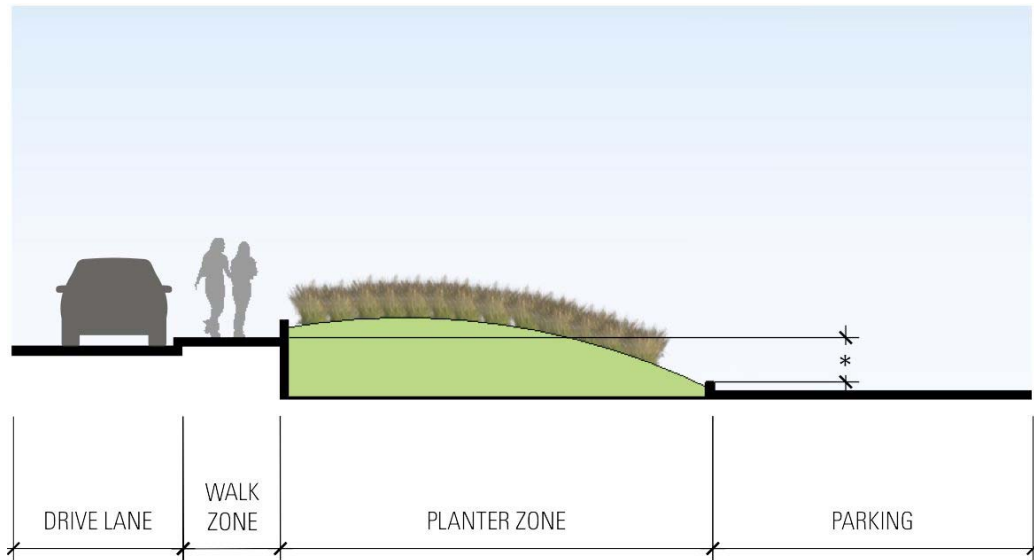 *
DRIVE LANE
WALK
ZONE
PLANTER ZONE
PARKING